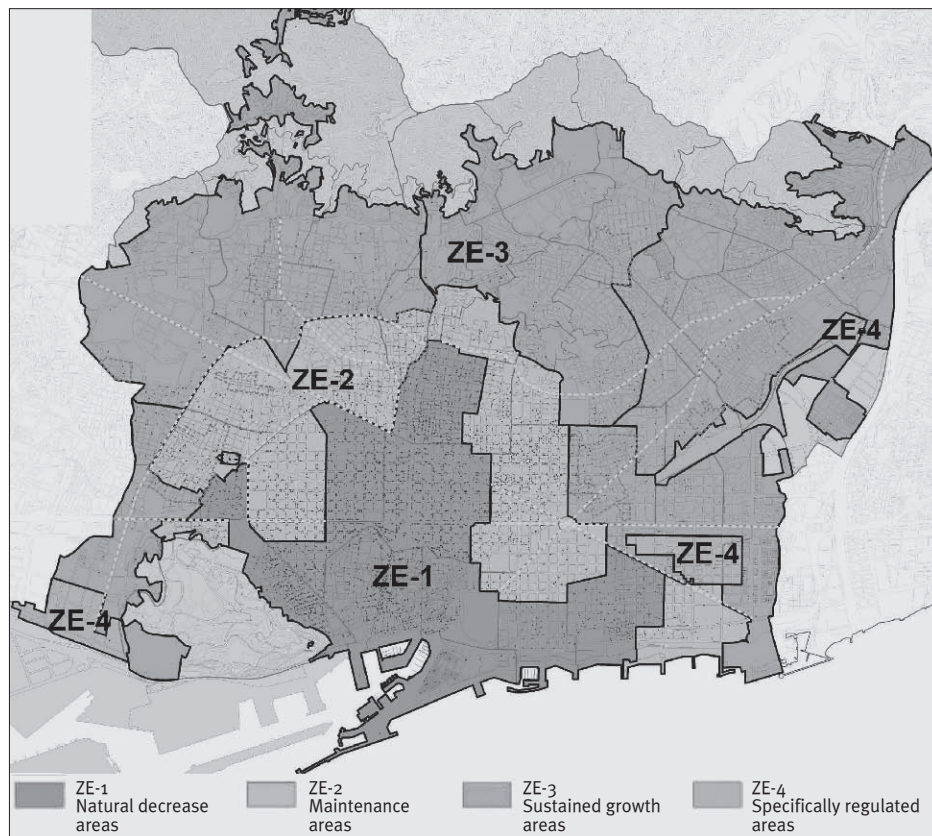 ZE-3
ZE-4
ZE-2
ZE-4
ZE-1
ZE-4
ZE-1
Natural decrease
areas
ZE-2
Maintenance
areas
ZE-3
Sustained growth
areas
ZE-4
Specifically regulated
areas